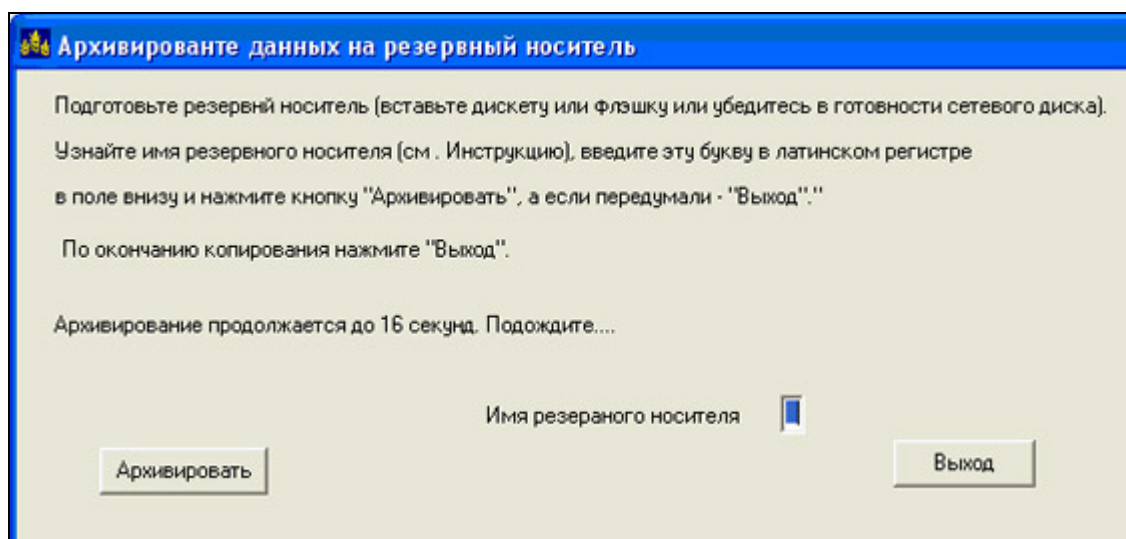 Архивированте данных на резервный носитель
Подготовьте резервнй носитель (вставьте дискету или флэшку или убедитесь в готовности сетевого диска).
Узнайте имя резервного носителя (см . Инструкцию), введите эту букву в латинском регистре
в поле внизу и нажмите кнопку "Архивировать", а если передумали - "Выход"."
По окончанию копирования нажмите "Выход".
Архивирование продолжается до 16 секунд. Подождите....
Имя резераного носителя
Архивировать
Выход